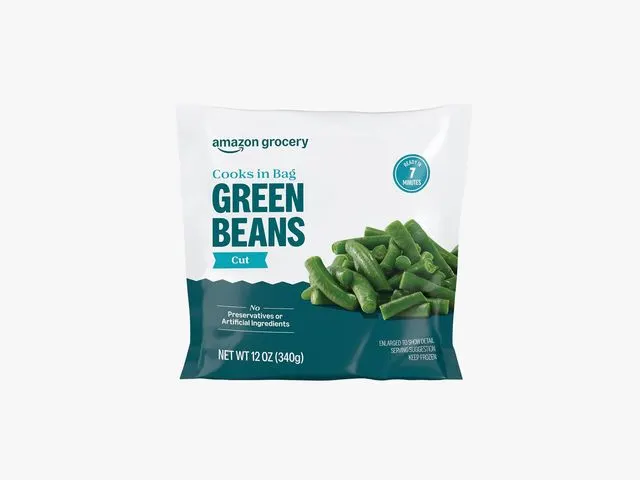 amazon grocery
Cooks in Bag
GREEN
BEANS
Cut
READY IN
7
MINUTES
No
Preservatives or
Artificial Ingredients
NET WT 12 OZ (340g)
ENLARGED TO SHOW DETAIL
SERVING SUGGESTION
KEEP FROZEN